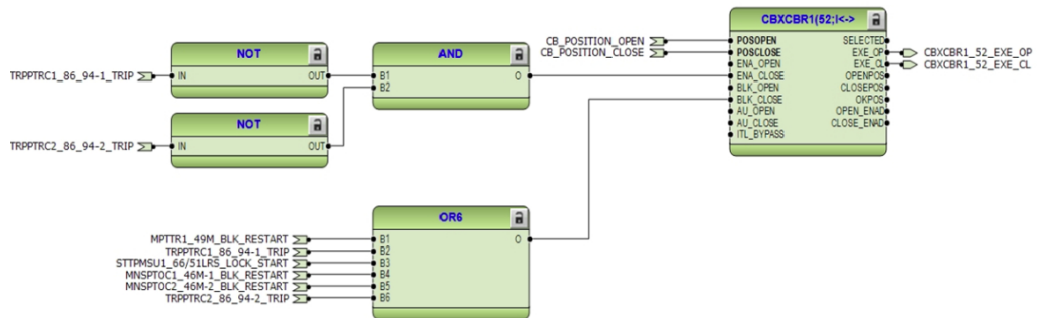 CBXCBR1(52;I<->
CB_POSITION_OPEN
CB_POSITION_CLOSE
POSOPEN
POSCLOSE
ENA_OPEN
ENA_CLOSE
BLK_OPEN
BLK_CLOSE
AU_OPEN
AU_CLOSE
ITL_BYPASS
SELECTED
EXE_OP
EXE_CL
OPENPOS
CLOSEPOS
OKPOS
OPEN_ENAD
CLOSE_ENAD
CBXCBR1_52_EXE_OP
CBXCBR1_52_EXE_CL
NOT
TRPPTRC1_86_94-1_TRIP
IN
OUT
AND
B1
B2
O
NOT
TRPPTRC2_86_94-2_TRIP
IN
OUT
OR6
MPTTR1_49M_BLK_RESTART
TRPPTRC1_86_94-1_TRIP
STTPMSU1_66/51LRS_LOCK_START
MNSPTOC1_46M-1_BLK_RESTART
MNSPTOC2_46M-2_BLK_RESTART
TRPPTRC2_86_94-2_TRIP
B1
B2
B3
B4
B5
B6
O